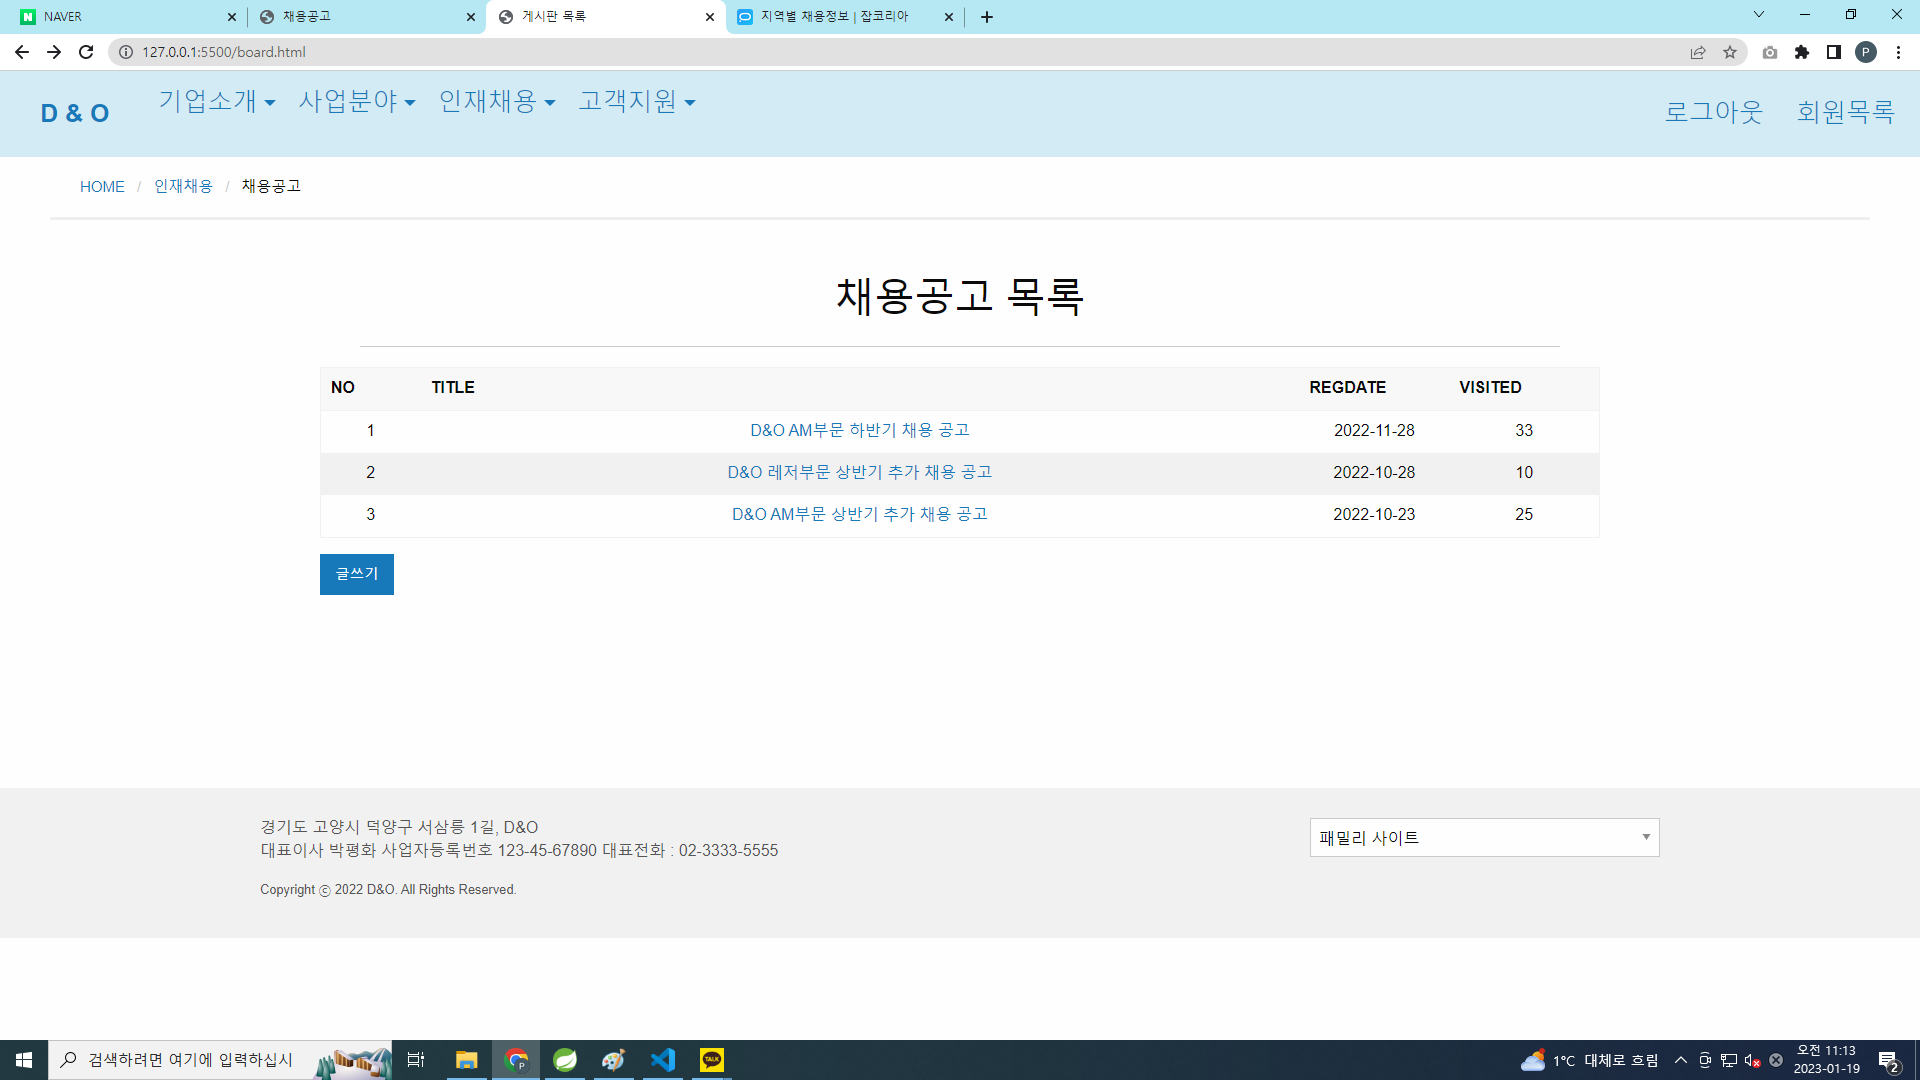 NAVER
채용공고
게시판 목록
지역별 채용정보 | 잡코리아
127.0.0.1:5500/board.html
P
D & O
기업소개
사업분야
인재채용
고객지원
로그아웃
회원목록
HOME / 인재채용 / 채용공고
채용공고 목록
NO TITLE REGDATE VISITED
1 D&O AM부문 하반기 채용 공고 2022-11-28 33
2 D&O 레저부문 상반기 추가 채용 공고 2022-10-28 10
3 D&O AM부문 상반기 추가 채용 공고 2022-10-23 25
글쓰기
경기도 고양시 덕양구 서삼릉 1길, D&O
대표이사 박평화 사업자등록번호 123-45-67890 대표전화 : 02-3333-5555
Copyright ⓒ 2022 D&O. All Rights Reserved.
패밀리 사이트
검색하려면 여기에 입력하십시
P
TALK
1°C 대체로 흐림
오전 11:13
2023-01-19
2